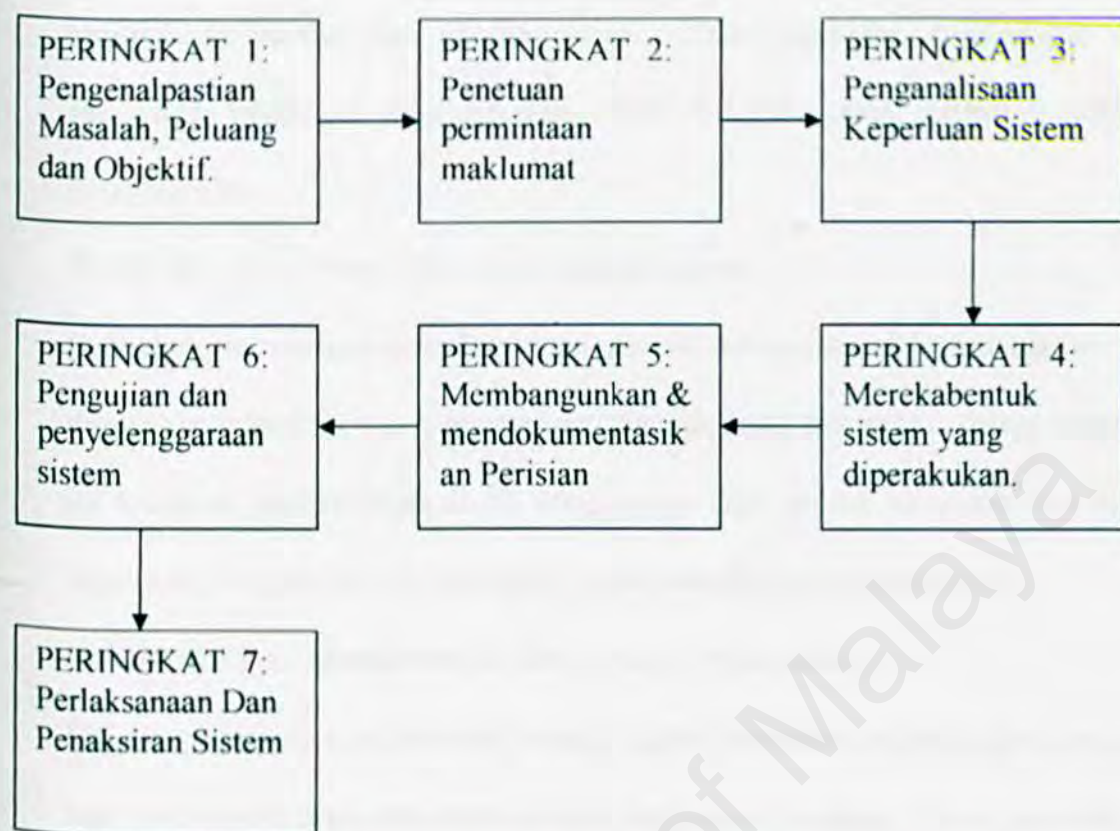 PERINGKAT 1:
Pengenalpastian
Masalah, Peluang
dan Objektif.
PERINGKAT 2:
Penetuan
permintaan
maklumat
PERINGKAT 3:
Penganalisaan
Keperluan Sistem
PERINGKAT 4:
Merekabentuk
sistem yang
diperakukan.
PERINGKAT 5:
Membangunkan &
mendokumentasik
an Perisian
PERINGKAT 6:
Pengujian dan
penyelenggaraan
sistem
PERINGKAT 7:
Perlaksanaan Dan
Penaksiran Sistem
of Malaya